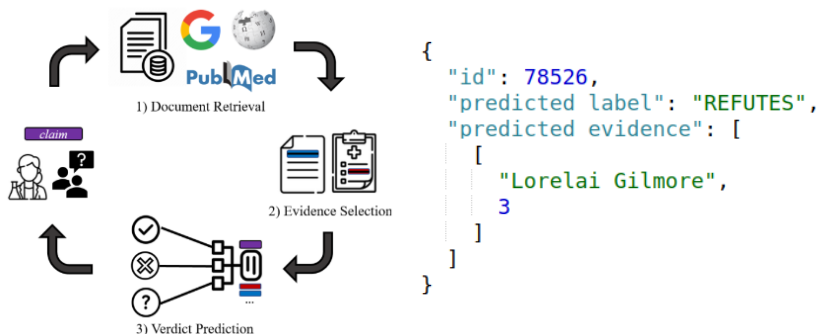 PubMed
1) Document Retrieval
claim
?
2) Evidence Selection
?
...
3) Verdict Prediction
{
"id": 78526,
"predicted label": "REFUTES",
"predicted evidence": [
[
"Lorelai Gilmore",
3
]
]
}